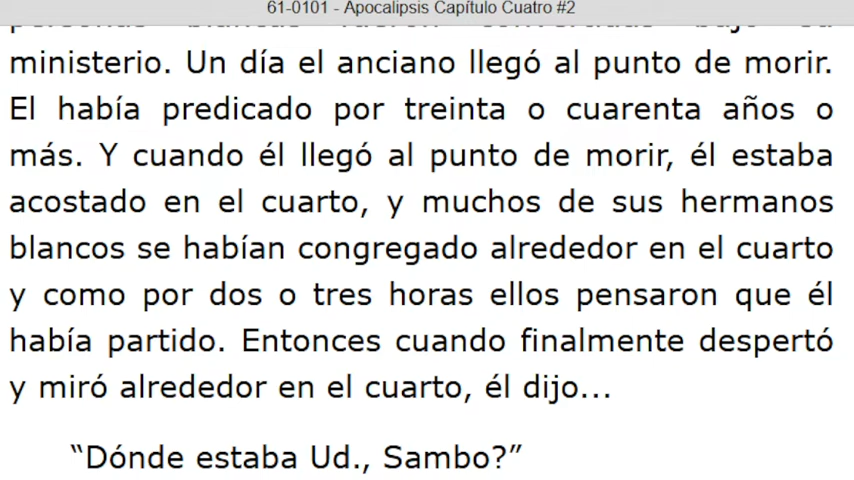 61-0101 - Apocalipsis Capítulo Cuatro #2
ministerio. Un día el anciano llegó al punto de morir.
El había predicado por treinta o cuarenta años o
más. Y cuando él llegó al punto de morir, él estaba
acostado en el cuarto, y muchos de sus hermanos
blancos se habían congregado alrededor en el cuarto
y como por dos o tres horas ellos pensaron que él
había partido. Entonces cuando finalmente despertó
y miró alrededor en el cuarto, él dijo...
“Dónde estaba Ud., Sambo?”